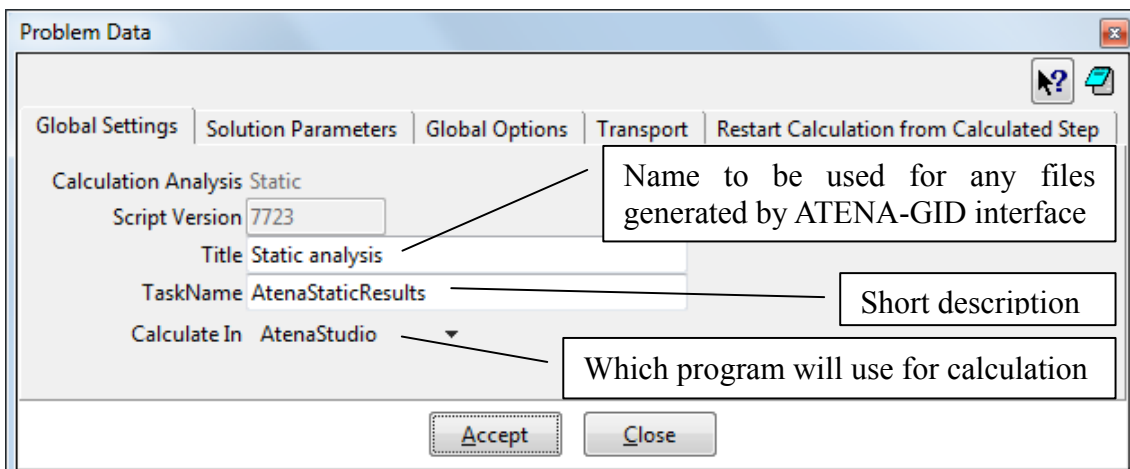 Problem Data
Global Settings Solution Parameters Global Options Transport Restart Calculation from Calculated Step
Calculation Analysis Static
Name to be used for any files
generated by ATENA-GID interface
Script Version 7723
Title Static analysis
TaskName AtenaStaticResults
Short description
Calculate In AtenaStudio
Which program will use for calculation
Accept Close